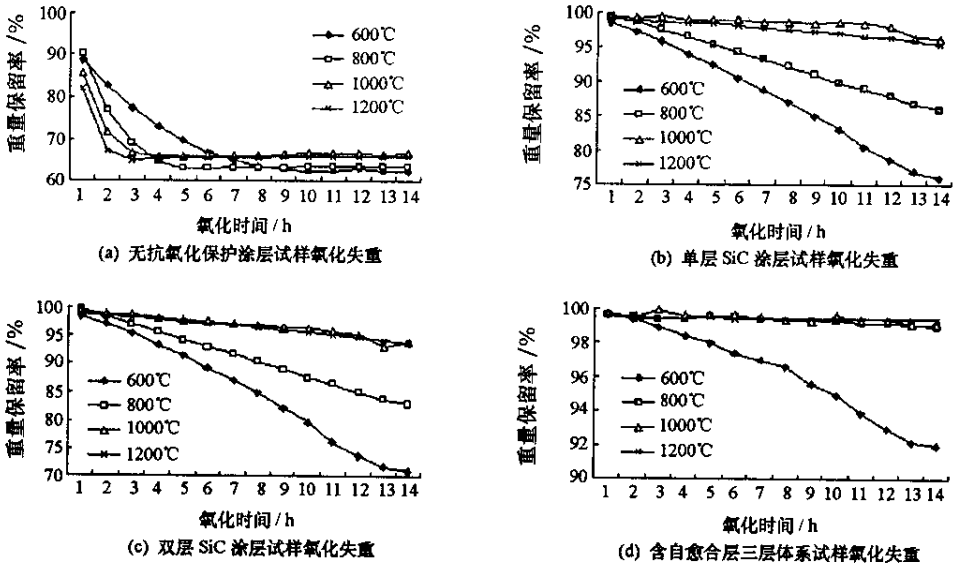 重量保留率 /%
100
90
80
70
60
600℃
800℃
1000℃
1200℃
1 2 3 4 5 6 7 8 9 10 11 12 13 14
氧化时间 / h
(a) 无抗氧化保护涂层试样氧化失重
重量保留率 /%
100
95
90
85
80
75
600℃
800℃
1000℃
1200℃
1 2 3 4 5 6 7 8 9 10 11 12 13 14
氧化时间 / h
(b) 单层 SiC 涂层试样氧化失重
重量保留率 /%
100
95
90
85
80
75
70
600℃
800℃
1000℃
1200℃
1 2 3 4 5 6 7 8 9 10 11 12 13 14
氧化时间 / h
(c) 双层 SiC 涂层试样氧化失重
重量保留率 /%
100
98
96
94
92
90
600℃
800℃
1000℃
1200℃
1 2 3 4 5 6 7 8 9 10 11 12 13 14
氧化时间 / h
(d) 含自愈合层三层体系试样氧化失重